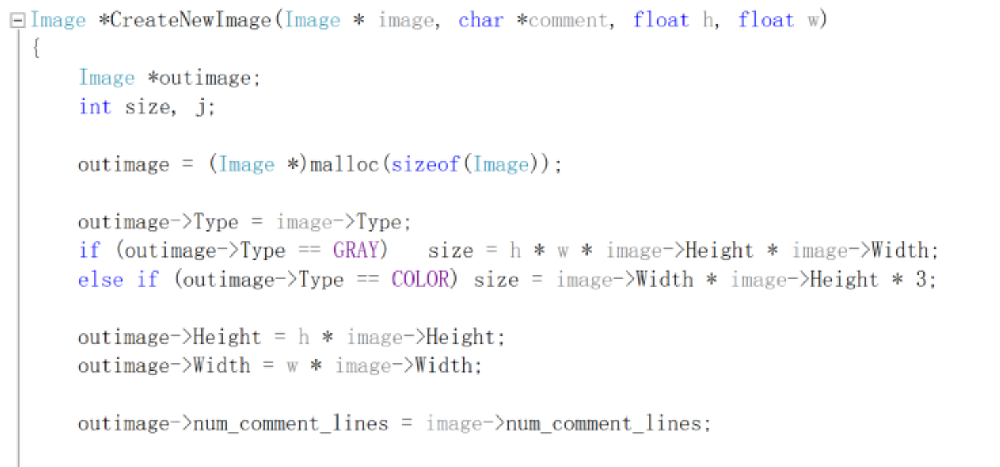 Image *CreateNewImage(Image * image, char *comment, float h, float w)
{
Image *outimage;
int size, j;
outimage = (Image *)malloc(sizeof(Image));
outimage->Type = image->Type;
if (outimage->Type == GRAY)   size = h * w * image->Height * image->Width;
else if (outimage->Type == COLOR) size = image->Width * image->Height * 3;
outimage->Height = h * image->Height;
outimage->Width = w * image->Width;
outimage->num_comment_lines = image->num_comment_lines;